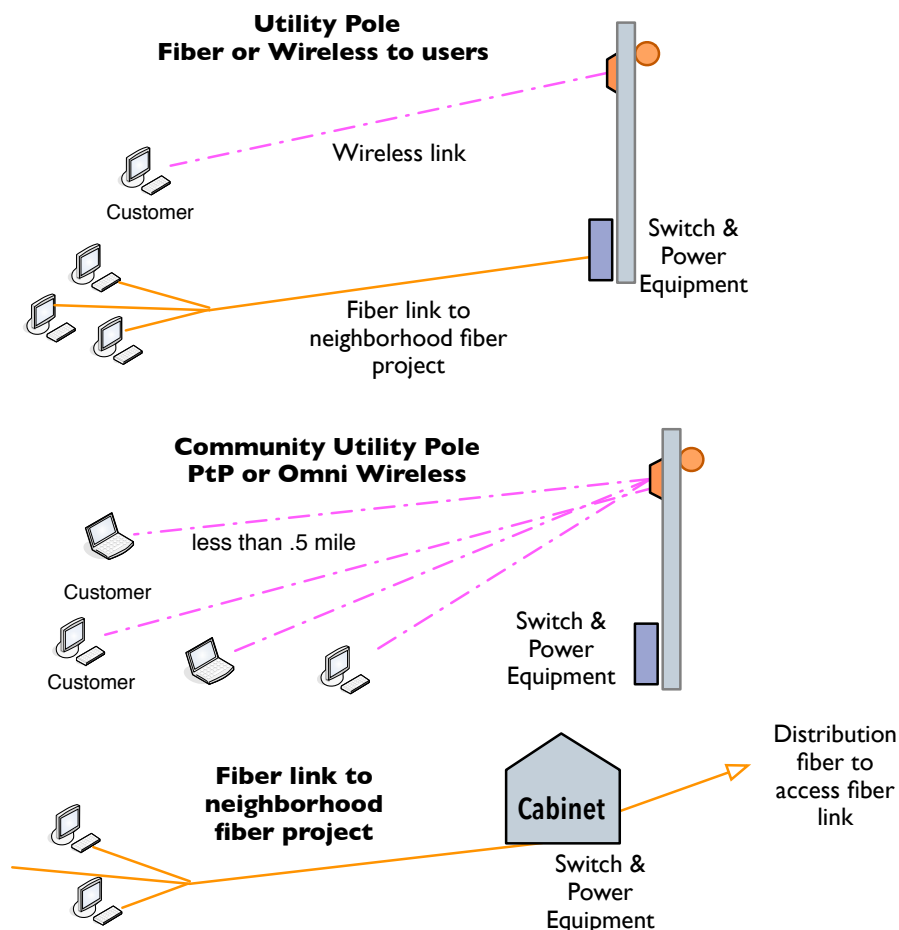 Utility Pole
Fiber or Wireless to users
Wireless link
Customer
Switch &
Power
Equipment
Fiber link to
neighborhood fiber
project
Community Utility Pole
PtP or Omni Wireless
less than .5 mile
Customer
Customer
Switch &
Power
Equipment
Distribution
fiber to
access fiber
link
Fiber link to
neighborhood
fiber project
Cabinet
Switch &
Power
Equipment